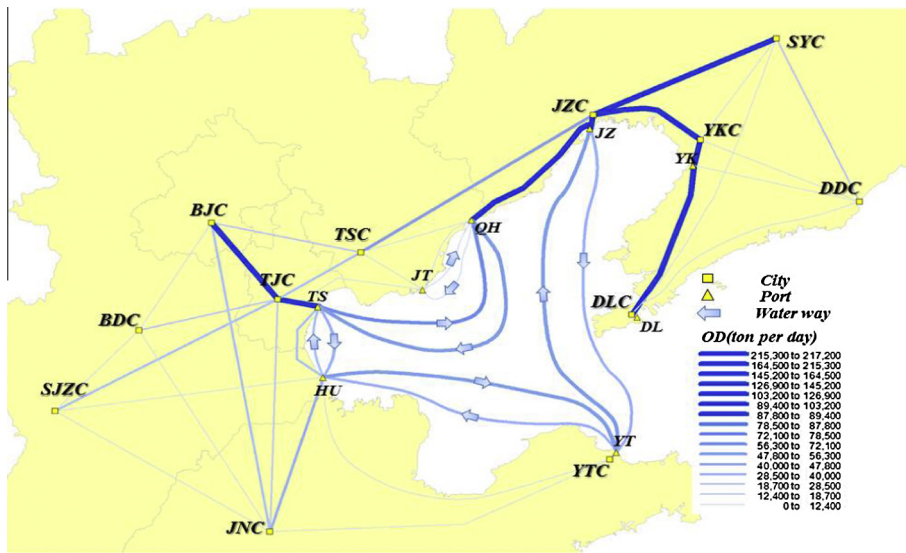 SYC
JZC
JZ
YKC
YK
DDC
BJC
QH
TSC
JT
TJC
TS
BDC
DLC
DL
City
Port
Water way
OD(ton per day)
215,300 to 217,200
164,500 to 215,300
145,200 to 164,500
126,900 to 145,200
103,200 to 126,900
89,400 to 103,200
87,800 to 89,400
78,500 to 87,800
72,100 to 78,500
56,300 to 72,100
47,800 to 56,300
40,000 to 47,800
28,500 to 40,000
18,700 to 28,500
12,400 to 18,700
0 to 12,400
SJZC
HU
YT
YTC
JNC